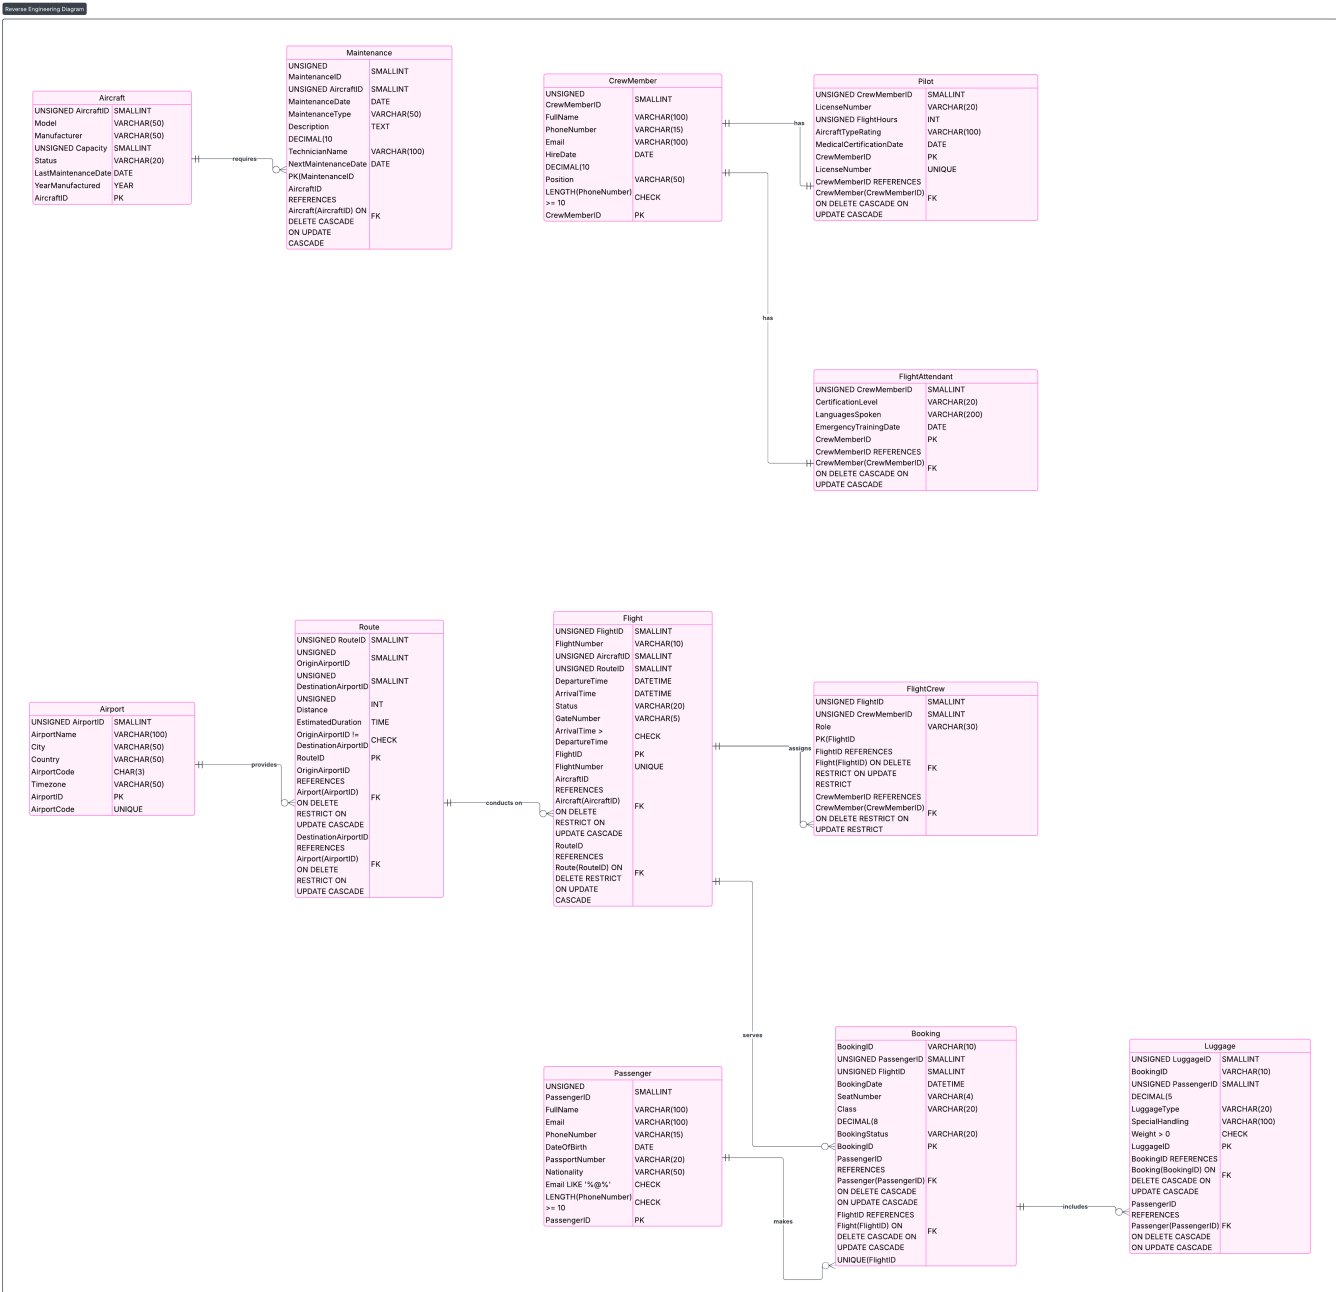 Reverse Engineering Diagram
Maintenance
UNSIGNED
MaintenanceID
SMALLINT
UNSIGNED AircraftID SMALLINT
MaintenanceDate DATE
MaintenanceType VARCHAR(50)
Description TEXT
DECIMAL(10
TechnicianName VARCHAR(100)
NextMaintenanceDate DATE
PK(MaintenanceID
AircraftID
REFERENCES
Aircraft(AircraftID) ON
DELETE CASCADE
ON UPDATE
CASCADE
FK
Aircraft
UNSIGNED AircraftID SMALLINT
Model VARCHAR(50)
Manufacturer VARCHAR(50)
UNSIGNED Capacity SMALLINT
Status VARCHAR(20)
LastMaintenanceDate DATE
YearManufactured YEAR
AircraftID PK
requires
CrewMember
UNSIGNED
CrewMemberID
SMALLINT
FullName VARCHAR(100)
PhoneNumber VARCHAR(15)
Email VARCHAR(100)
HireDate DATE
DECIMAL(10
Position VARCHAR(50)
LENGTH(PhoneNumber)
>= 10
CHECK
CrewMemberID PK
has
Pilot
UNSIGNED CrewMemberID SMALLINT
LicenseNumber VARCHAR(20)
UNSIGNED FlightHours INT
AircraftTypeRating VARCHAR(100)
MedicalCertificationDate DATE
CrewMemberID PK
LicenseNumber UNIQUE
CrewMemberID REFERENCES
CrewMember(CrewMemberID)
ON DELETE CASCADE ON
UPDATE CASCADE
FK
has
FlightAttendant
UNSIGNED CrewMemberID SMALLINT
CertificationLevel VARCHAR(20)
LanguagesSpoken VARCHAR(200)
EmergencyTrainingDate DATE
CrewMemberID PK
CrewMemberID REFERENCES
CrewMember(CrewMemberID)
ON DELETE CASCADE ON
UPDATE CASCADE
FK
Airport
UNSIGNED AirportID SMALLINT
AirportName VARCHAR(100)
City VARCHAR(50)
Country VARCHAR(50)
AirportCode CHAR(3)
Timezone VARCHAR(50)
AirportID PK
AirportCode UNIQUE
provides
Route
UNSIGNED RouteID SMALLINT
UNSIGNED
OriginAirportID
SMALLINT
UNSIGNED
DestinationAirportID
SMALLINT
UNSIGNED
Distance
INT
EstimatedDuration TIME
OriginAirportID !=
DestinationAirportID
CHECK
RouteID PK
OriginAirportID
REFERENCES
Airport(AirportID)
ON DELETE
RESTRICT ON
UPDATE CASCADE
FK
DestinationAirportID
REFERENCES
Airport(AirportID)
ON DELETE
RESTRICT ON
UPDATE CASCADE
FK
conducts on
Flight
UNSIGNED FlightID SMALLINT
FlightNumber VARCHAR(10)
UNSIGNED AircraftID SMALLINT
UNSIGNED RouteID SMALLINT
DepartureTime DATETIME
ArrivalTime DATETIME
Status VARCHAR(20)
GateNumber VARCHAR(5)
ArrivalTime >
DepartureTime
CHECK
FlightID PK
FlightNumber UNIQUE
AircraftID
REFERENCES
Aircraft(AircraftID)
ON DELETE
RESTRICT ON
UPDATE CASCADE
FK
RouteID
REFERENCES
Route(RouteID) ON
DELETE RESTRICT
ON UPDATE
CASCADE
FK
assigns
FlightCrew
UNSIGNED FlightID SMALLINT
UNSIGNED CrewMemberID SMALLINT
Role VARCHAR(30)
PK(FlightID
FlightID REFERENCES
Flight(FlightID) ON DELETE
RESTRICT ON UPDATE
RESTRICT
FK
CrewMemberID REFERENCES
CrewMember(CrewMemberID)
ON DELETE RESTRICT ON
UPDATE RESTRICT
FK
serves
Passenger
UNSIGNED
PassengerID
SMALLINT
FullName VARCHAR(100)
Email VARCHAR(100)
PhoneNumber VARCHAR(15)
DateOfBirth DATE
PassportNumber VARCHAR(20)
Nationality VARCHAR(50)
Email LIKE '%@%' CHECK
LENGTH(PhoneNumber)
>= 10
CHECK
PassengerID PK
makes
Booking
BookingID VARCHAR(10)
UNSIGNED PassengerID SMALLINT
UNSIGNED FlightID SMALLINT
BookingDate DATETIME
SeatNumber VARCHAR(4)
Class VARCHAR(20)
DECIMAL(8
BookingStatus VARCHAR(20)
BookingID PK
PassengerID
REFERENCES
Passenger(PassengerID)
ON DELETE CASCADE
ON UPDATE CASCADE
FK
FlightID REFERENCES
Flight(FlightID) ON
DELETE CASCADE ON
UPDATE CASCADE
FK
UNIQUE(FlightID
includes
Luggage
UNSIGNED LuggageID SMALLINT
BookingID VARCHAR(10)
UNSIGNED PassengerID SMALLINT
DECIMAL(5
LuggageType VARCHAR(20)
SpecialHandling VARCHAR(100)
Weight > 0 CHECK
LuggageID PK
BookingID REFERENCES
Booking(BookingID) ON
DELETE CASCADE ON
UPDATE CASCADE
FK
PassengerID
REFERENCES
Passenger(PassengerID)
ON DELETE CASCADE
ON UPDATE CASCADE
FK